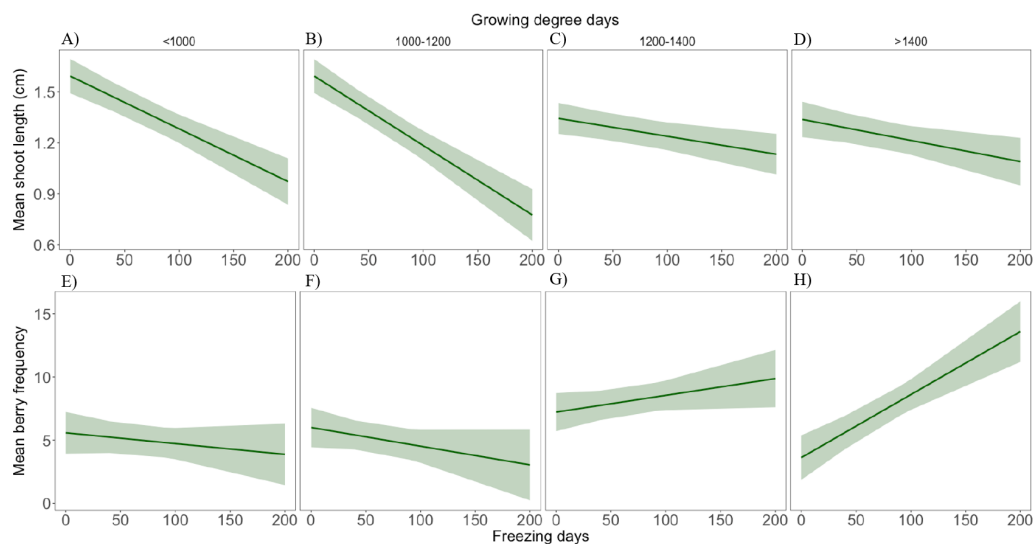 Growing degree days
A) <1000 B) 1000-1200 C) 1200-1400 D) >1400
Mean shoot length (cm)
1.5
1.2
0.9
0.6
0 50 100 150 200 0 50 100 150 200 0 50 100 150 200 0 50 100 150 200
E) F) G) H)
Mean berry frequency
15
10
5
0
0 50 100 150 200 0 50 100 150 200 0 50 100 150 200 0 50 100 150 200
Freezing days